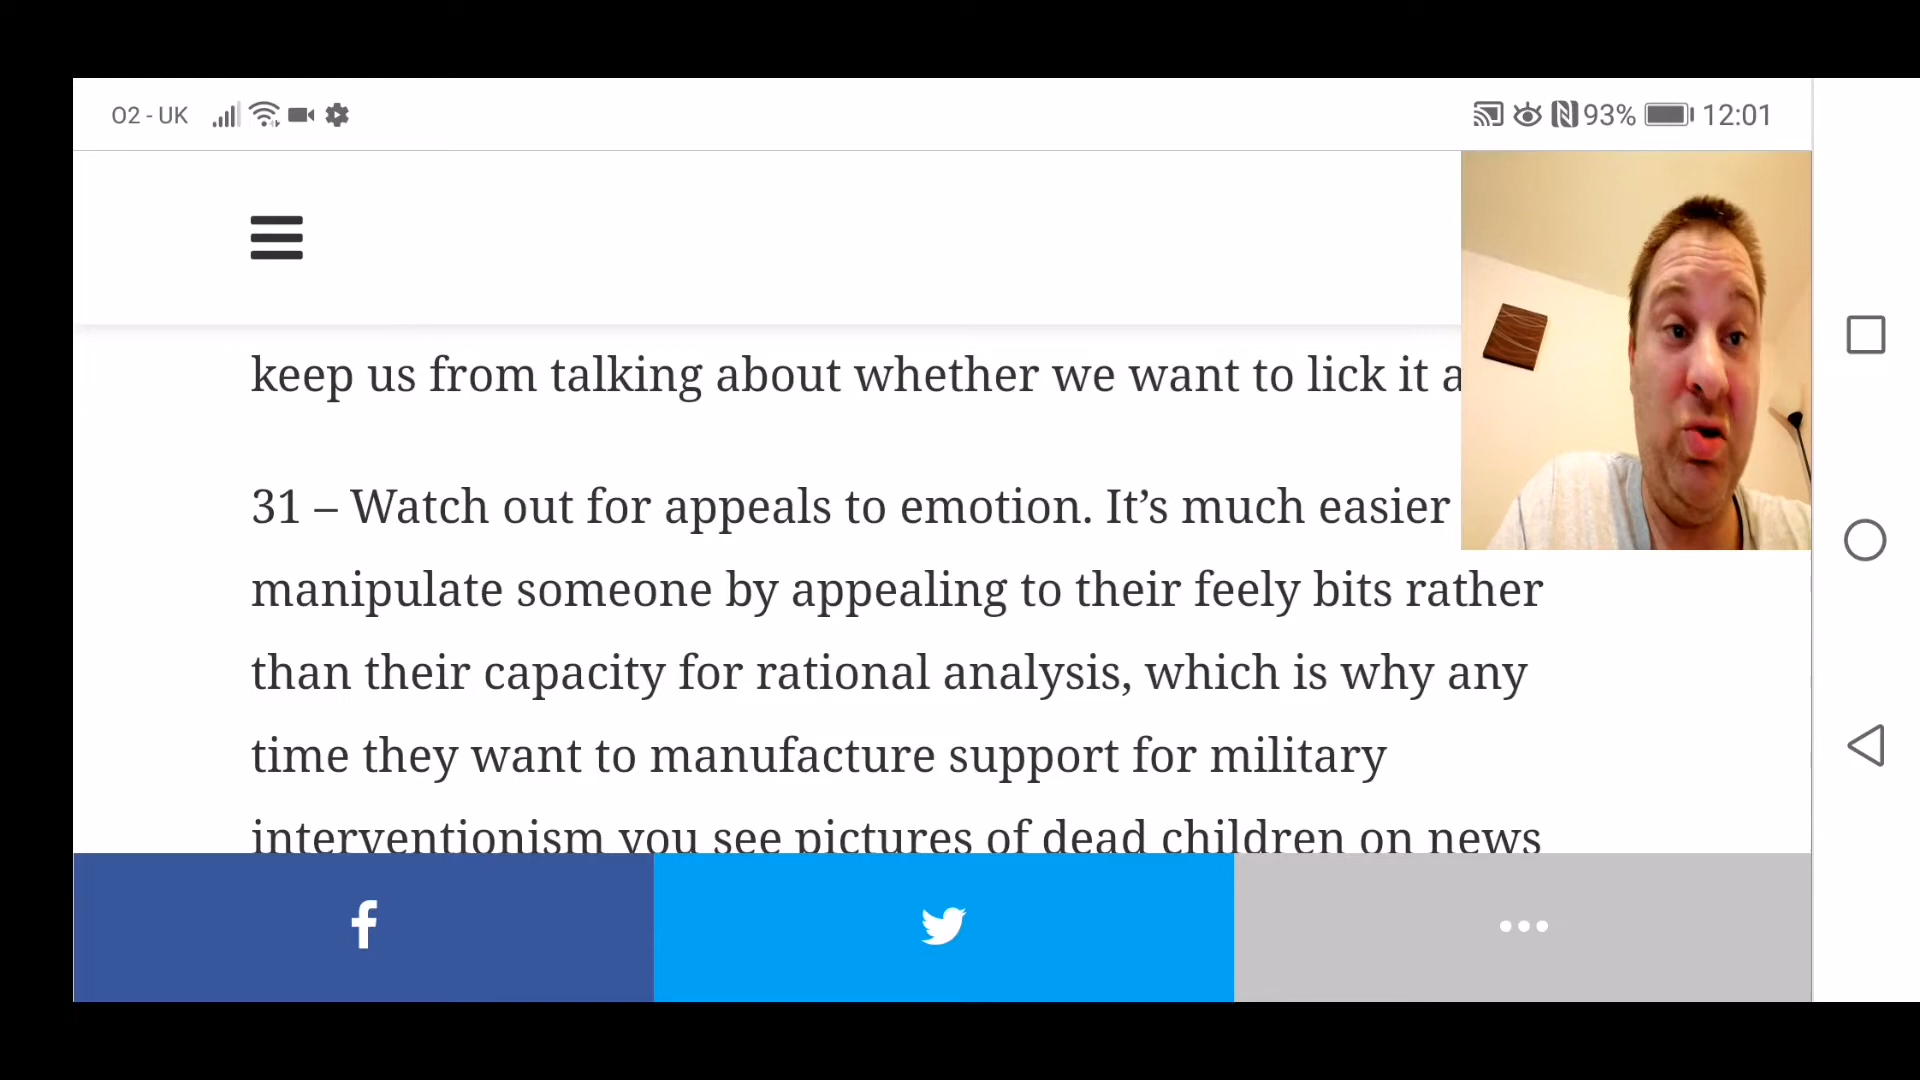 O2 - UK
93% 12:01
keep us from talking about whether we want to lick it
31 – Watch out for appeals to emotion. It’s much easier
manipulate someone by appealing to their feely bits rather
than their capacity for rational analysis, which is why any
time they want to manufacture support for military
interventionism you see pictures of dead children on news